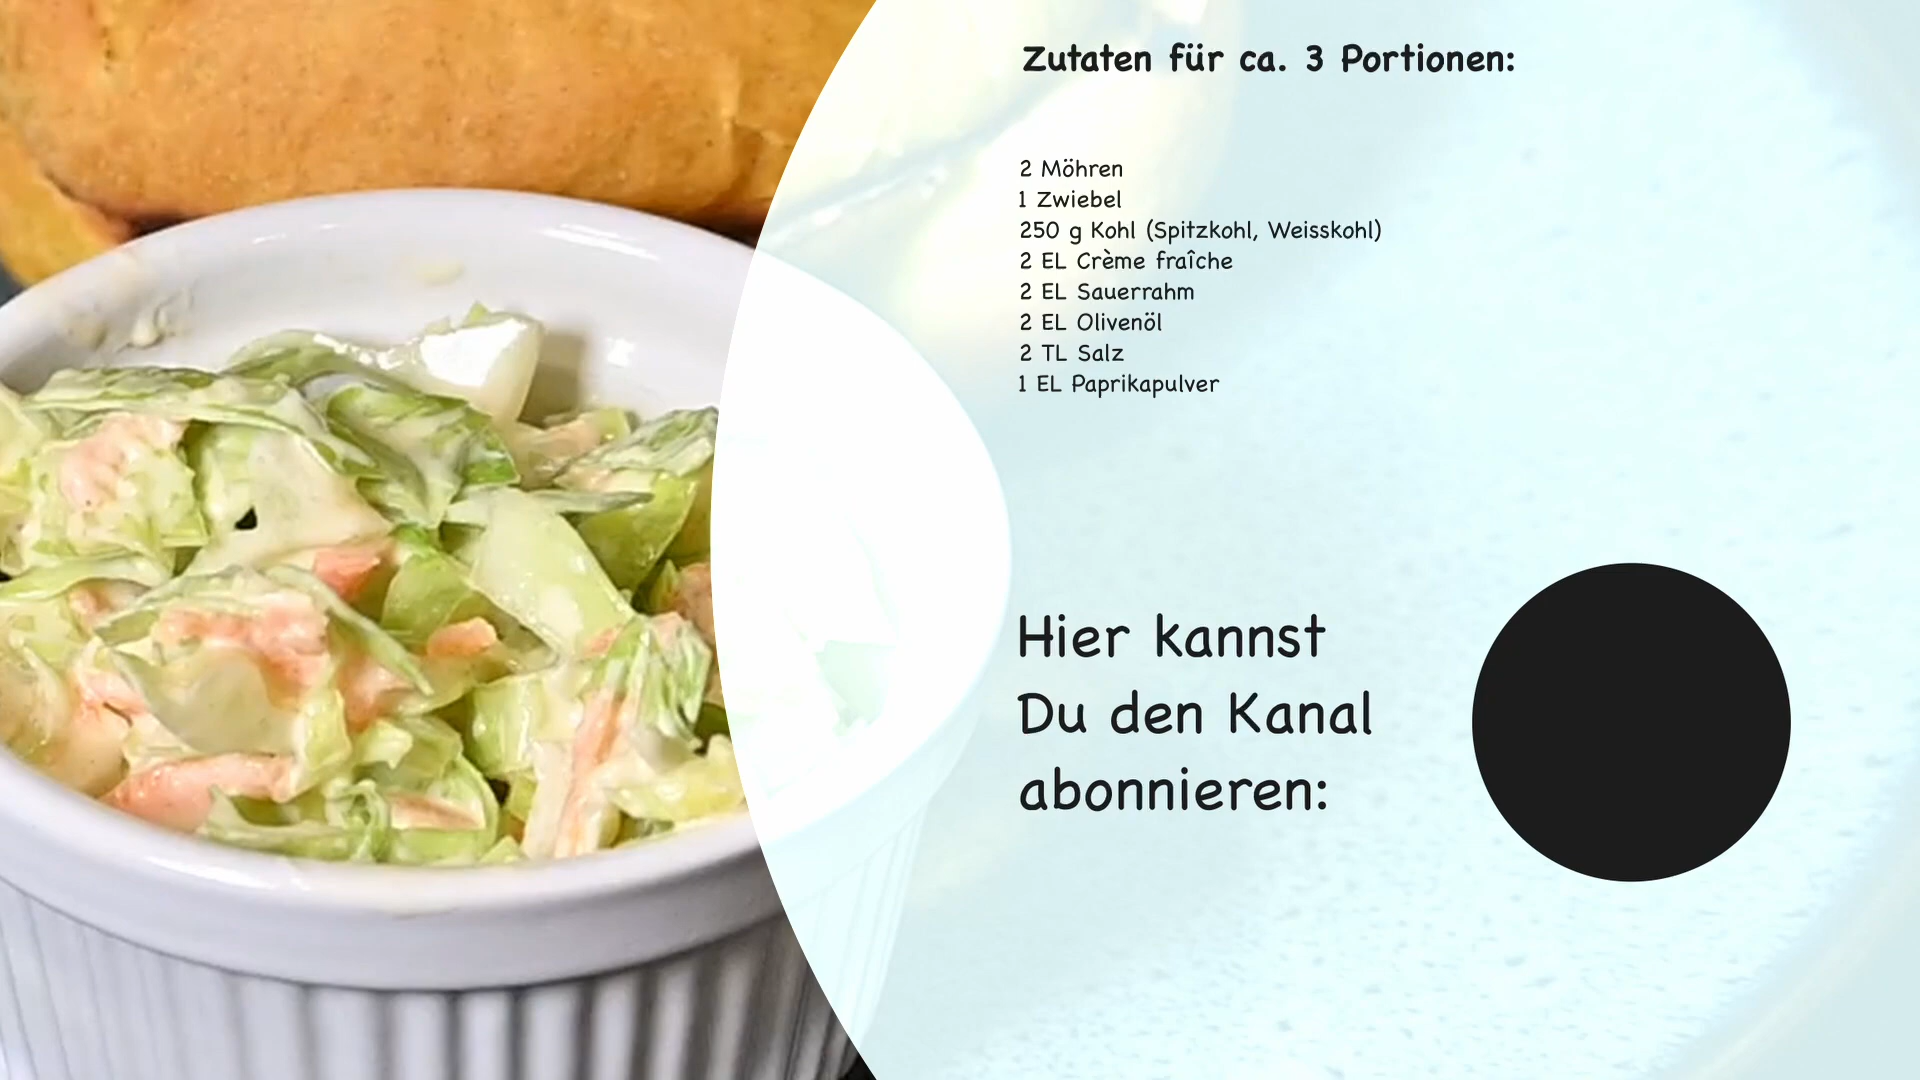 Zutaten für ca. 3 Portionen:
2 Möhren
1 Zwiebel
250 g Kohl (Spitzkohl, Weisskohl)
2 EL Crème fraîche
2 EL Sauerrahm
2 EL Olivenöl
2 TL Salz
1 EL Paprikapulver
Hier kannst
Du den Kanal
abonnieren: